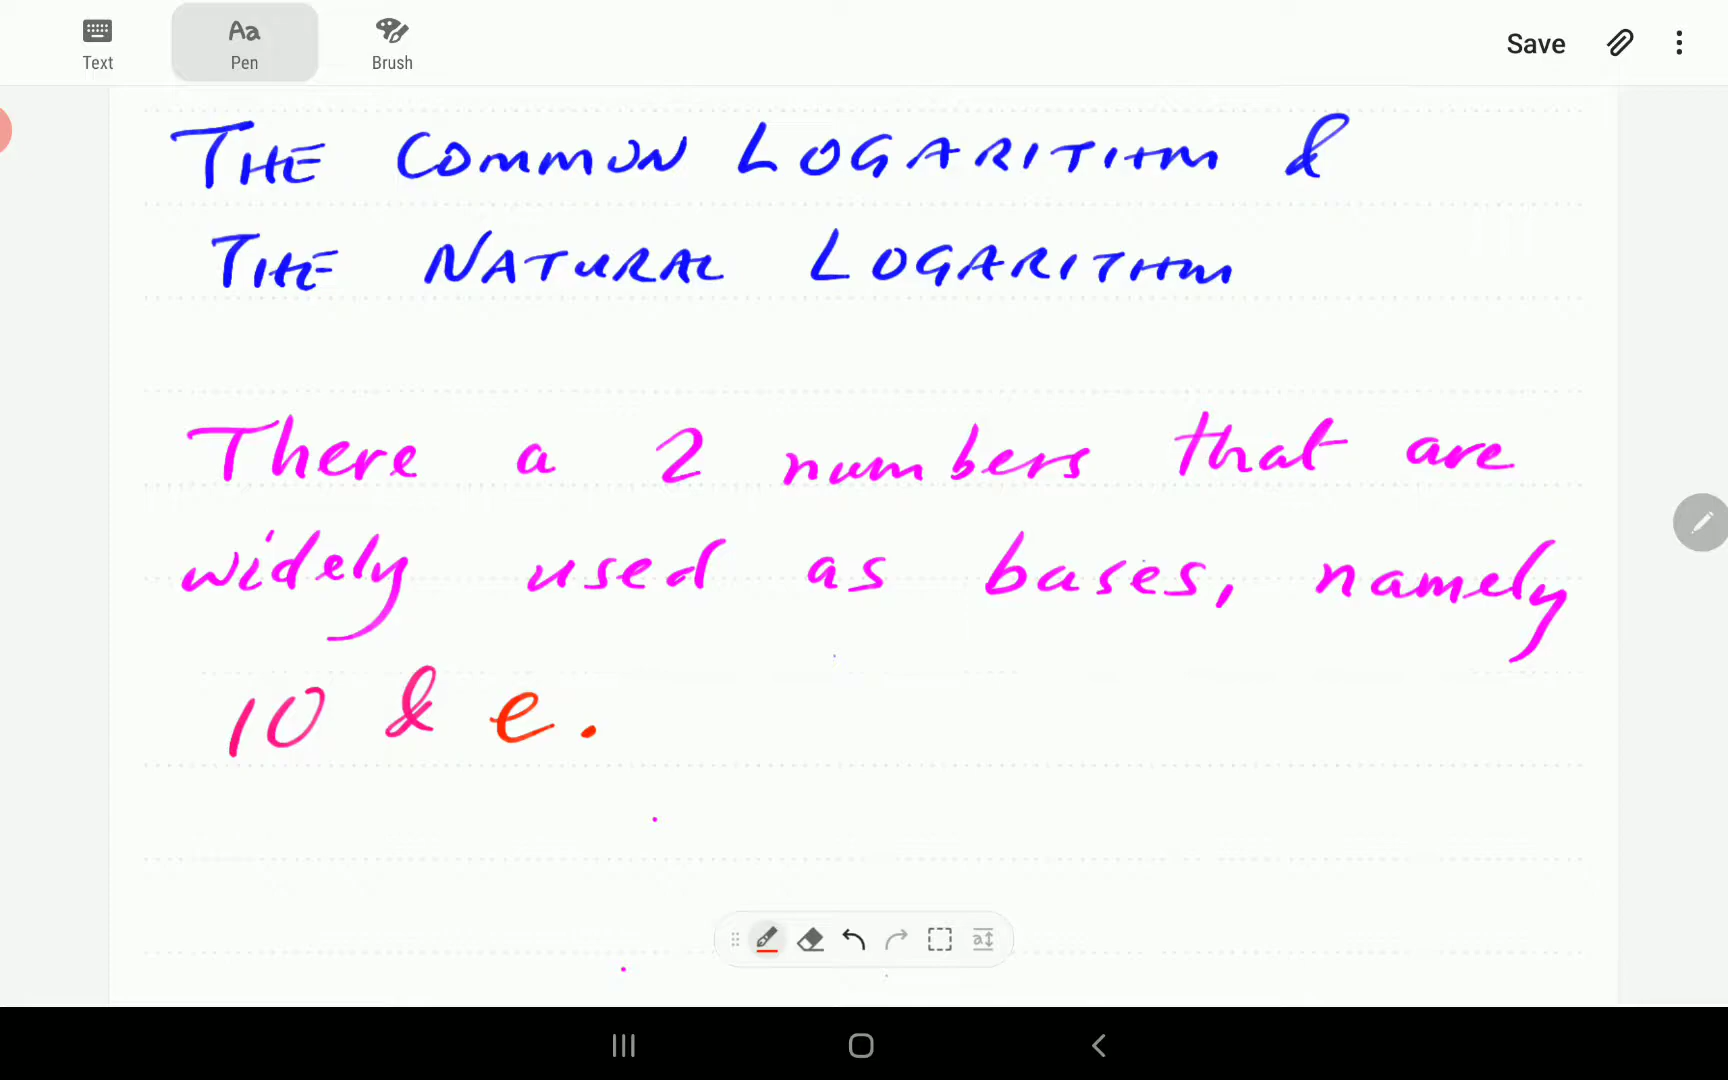 Text
Aa
Pen
Brush
Save
THE COMMON LOGARITHM &
THE NATURAL LOGARITHM
There a 2 numbers that are
widely used as bases, namely
10 & e.